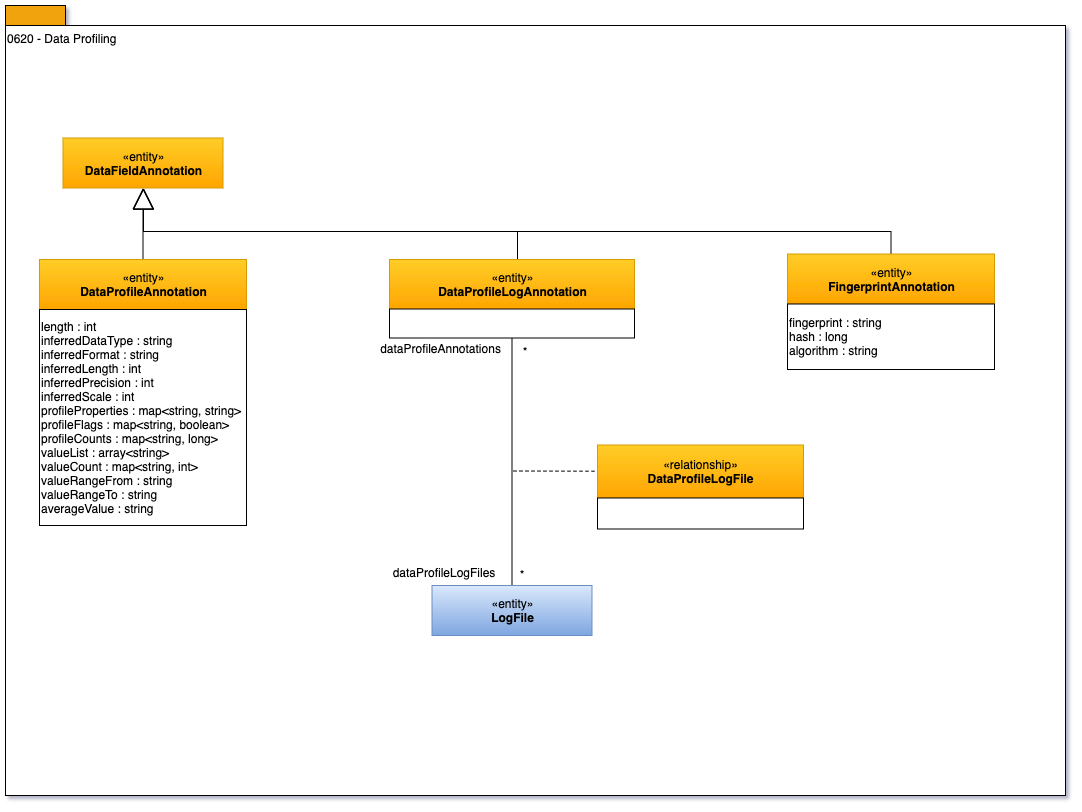 0620 - Data Profiling
«entity»
DataFieldAnnotation
«entity»
DataProfileAnnotation
length : int
inferredDataType : string
inferredFormat : string
inferredLength : int
inferredPrecision : int
inferredScale : int
profileProperties : map<string, string>
profileFlags : map<string, boolean>
profileCounts : map<string, long>
valueList : array<string>
valueCount : map<string, int>
valueRangeFrom : string
valueRangeTo : string
averageValue : string
«entity»
DataProfileLogAnnotation
dataProfileAnnotations *
«entity»
FingerprintAnnotation
fingerprint : string
hash : long
algorithm : string
«relationship»
DataProfileLogFile
dataProfileLogFiles *
«entity»
LogFile